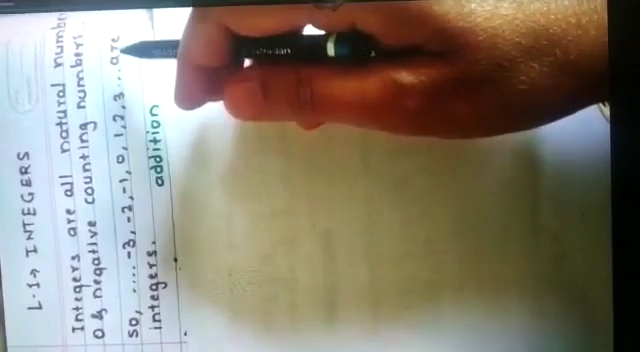 L-1→ INTEGERS
Integers are all natural number
0 & negative counting numbers.
so, .... -3, -2, -1, 0, 1, 2, 3... are
integers. addition